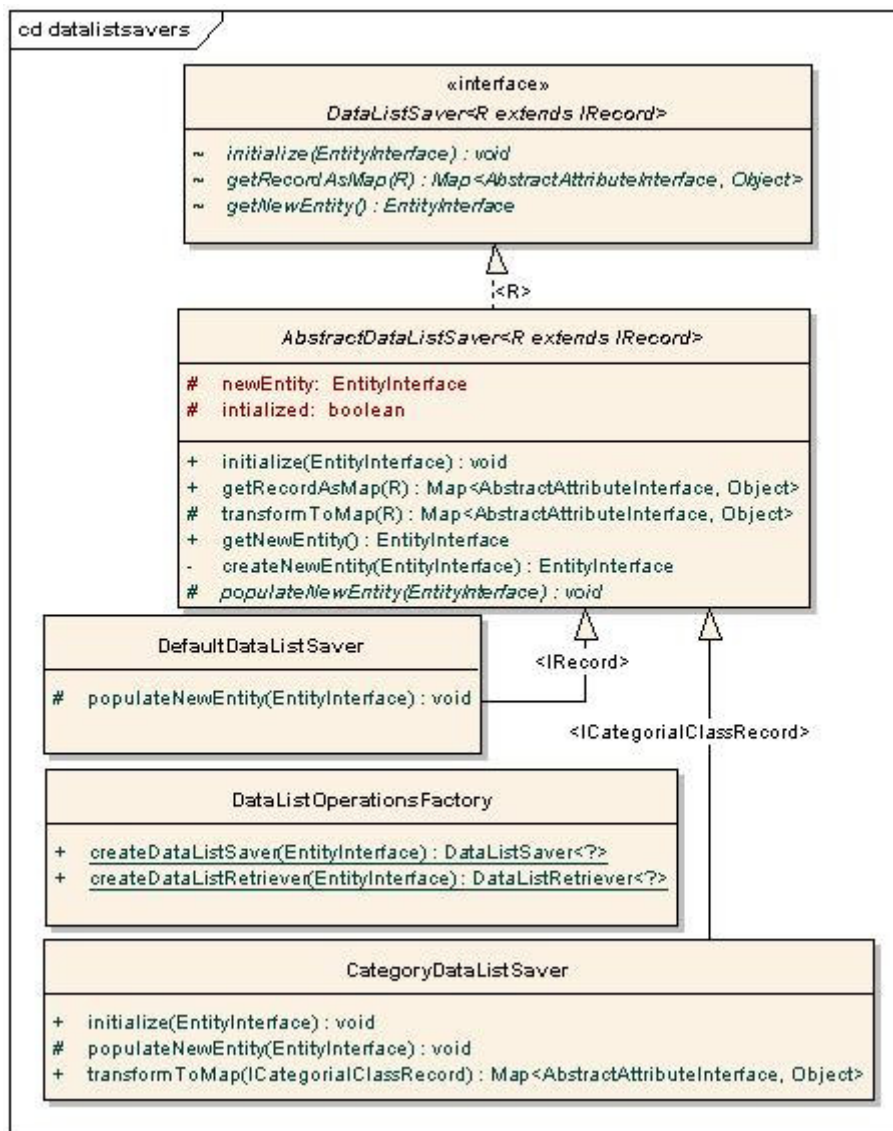 cd datalistsavers
«interface»
DataListSaver<R extends IRecord>
~ initialize(EntityInterface) : void
~ getRecordAsMap(R) : Map<AbstractAttributeInterface, Object>
~ getNewEntity() : EntityInterface
<R>
AbstractDataListSaver<R extends IRecord>
# newEntity: EntityInterface
# intialized: boolean
+ initialize(EntityInterface) : void
+ getRecordAsMap(R) : Map<AbstractAttributeInterface, Object>
# transformToMap(R) : Map<AbstractAttributeInterface, Object>
+ getNewEntity() : EntityInterface
- createNewEntity(EntityInterface) : EntityInterface
# populateNewEntity(EntityInterface) : void
DefaultDataListSaver
# populateNewEntity(EntityInterface) : void
<IRecord>
<ICategorialClassRecord>
DataListOperationsFactory
+ createDataListSaver(EntityInterface) : DataListSaver<?>
+ createDataListRetriever(EntityInterface) : DataListRetriever<?>
CategoryDataListSaver
+ initialize(EntityInterface) : void
# populateNewEntity(EntityInterface) : void
+ transformToMap(ICategorialClassRecord) : Map<AbstractAttributeInterface, Object>